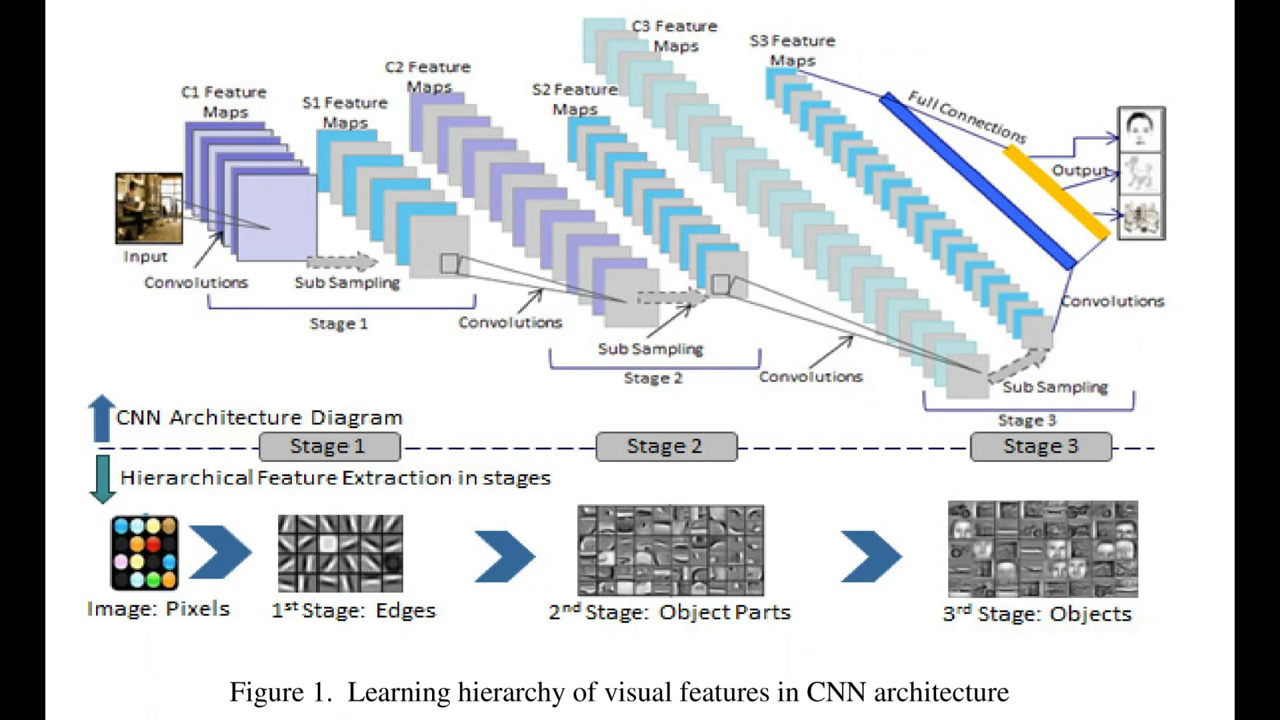 C3 Feature
Maps
S3 Feature
Maps
C2 Feature
Maps
C1 Feature
Maps
S1 Feature
Maps
S2 Feature
Maps
Full Connections
Output
Input
Convolutions
Sub Sampling
Stage 1
Convolutions
Sub Sampling
Stage 2
Convolutions
Convolutions
Sub Sampling
Stage 3
CNN Architecture Diagram
Stage 1
Stage 2
Stage 3
Hierarchical Feature Extraction in stages
Image: Pixels
1st Stage: Edges
2nd Stage: Object Parts
3rd Stage: Objects
Figure 1. Learning hierarchy of visual features in CNN architecture